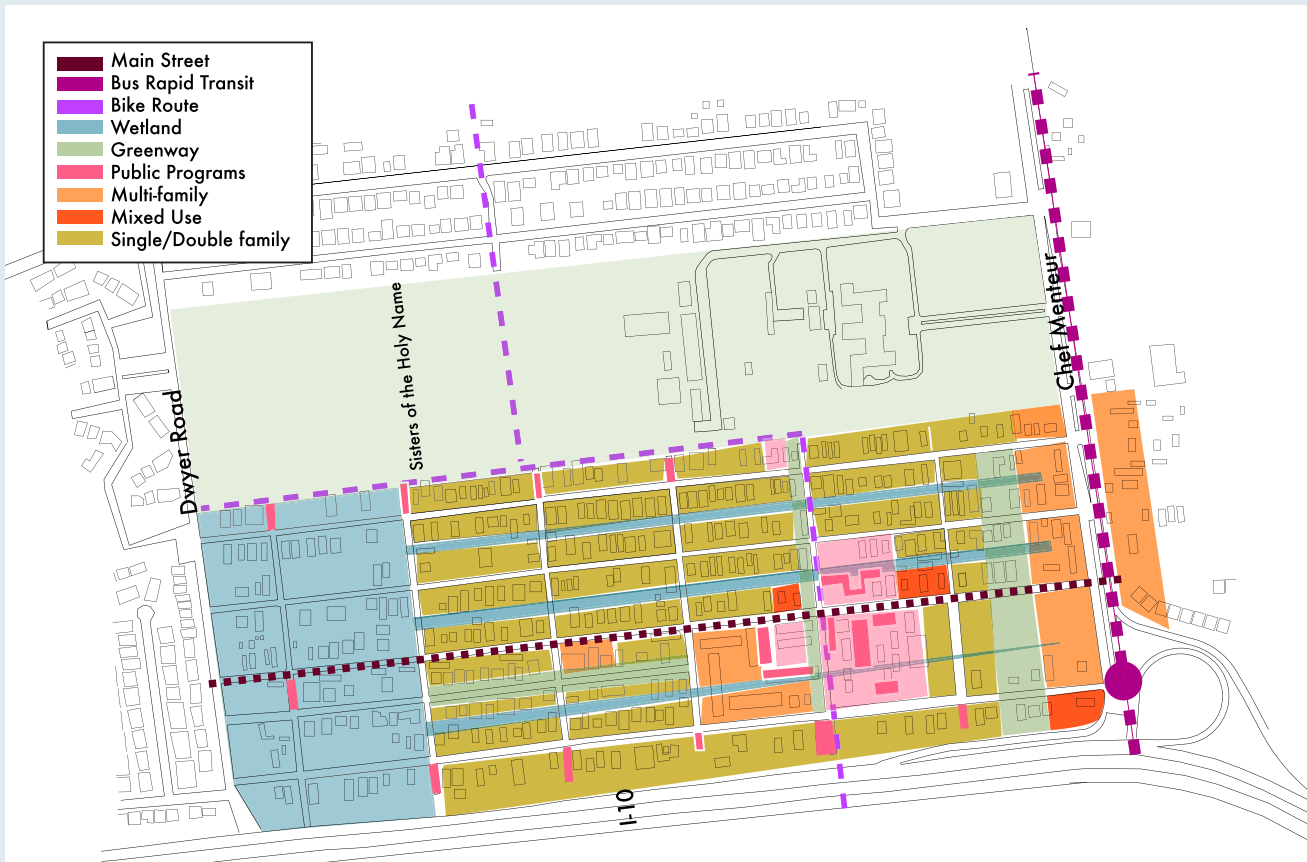 Main Street
Bus Rapid Transit
Bike Route
Wetland
Greenway
Public Programs
Multi-family
Mixed Use
Single/Double family
Dwyer Road
Sisters of the Holy Name
Chef Menteur
I-10